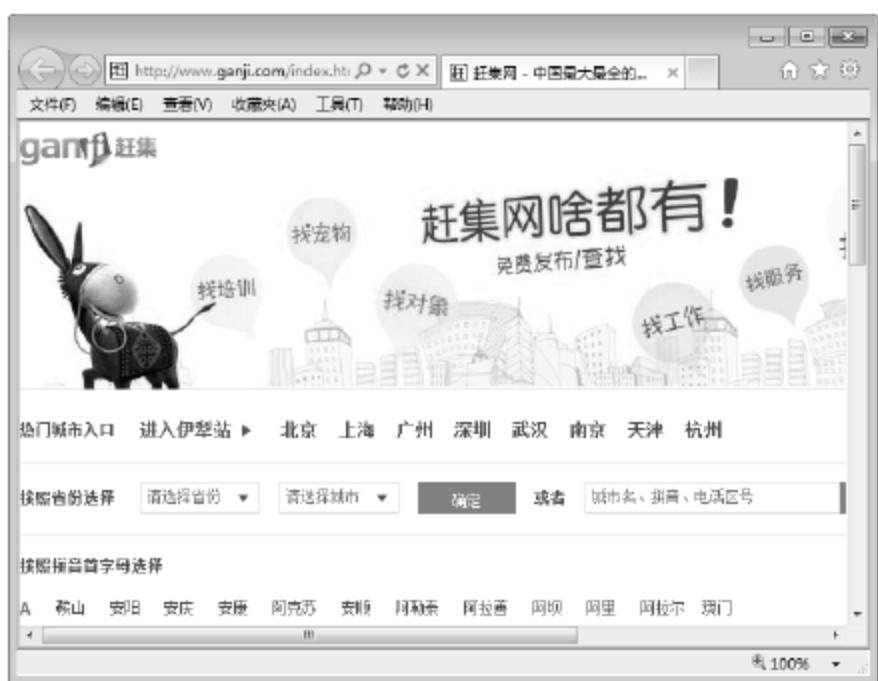 http://www.ganji.com/index.ht
赶集网 - 中国最大最全的...
文件(F) 编辑(E) 查看(V) 收藏夹(A) 工具(T) 帮助(H)
ganji 赶集
赶集网啥都有！
免费发布/查找
找宠物
找培训
找对象
找工作
找服务
热门城市入口 进入伊犁站 ▶ 北京 上海 广州 深圳 武汉 南京 天津 杭州
按照省份选择 请选择省份 请选择城市 确定 或者 城市名、拼音、电话区号
按照拼音首字母选择
A 鞍山 安阳 安庆 安康 阿克苏 安顺 阿勒泰 阿拉善 阿坝 阿里 阿拉尔 澳门
100%